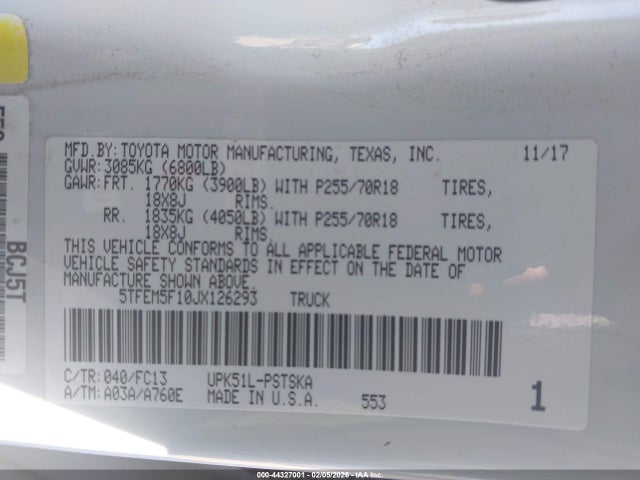 MFD.BY:TOYOTA MOTOR MANUFACTURING, TEXAS, INC. 11/17
GVWR:3085KG (6800LB)
GAWR:FRT. 1770KG (3900LB) WITH P255/70R18 TIRES,
18X8J RIMS.
RR. 1835KG (4050LB) WITH P255/70R18 TIRES,
18X8J RIMS.
THIS VEHICLE CONFORMS TO ALL APPLICABLE FEDERAL MOTOR
VEHICLE SAFETY STANDARDS IN EFFECT ON THE DATE OF
MANUFACTURE SHOWN ABOVE.
5TFEM5F10JX126293 TRUCK
C/TR:040/FC13 UPK51L-PSTSKA
A/TM:A03A/A760E MADE IN U.S.A. 553 1
BCJ5T
000-44327001 - 02/05/2026 - IAA Inc.